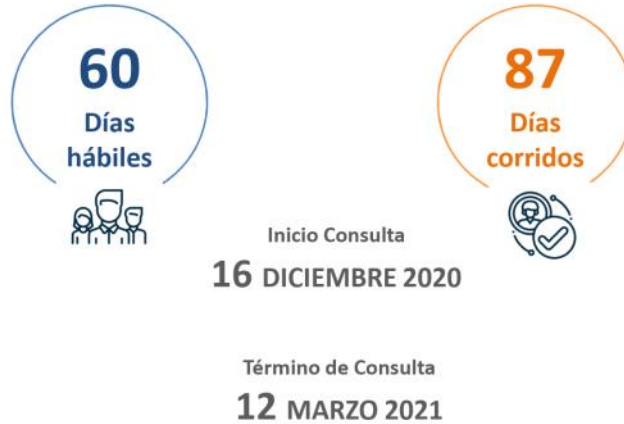 60
Días
hábiles
87
Días
corridos
Inicio Consulta
16 DICIEMBRE 2020
Término de Consulta
12 MARZO 2021